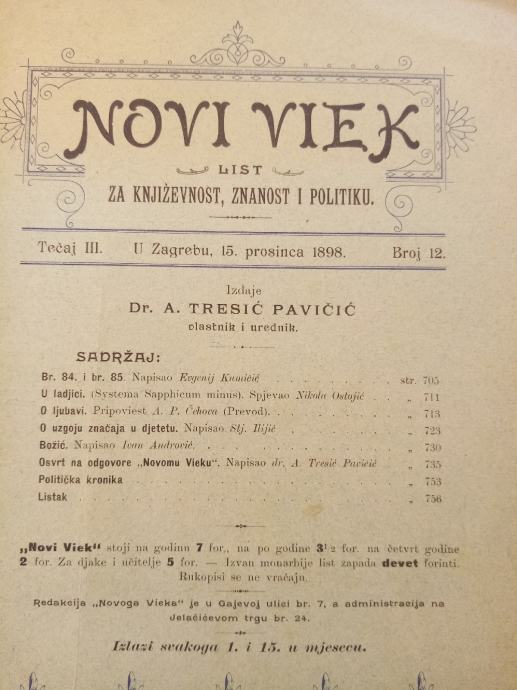 NOVI VIEK
LIST
ZA KNJIŽEVNOST, ZNANOST I POLITIKU.
Tečaj III. U Zagrebu, 15. prosinca 1898. Broj 12.
Izdaje
Dr. A. TRESIĆ PAVIČIĆ
vlastnik i urednik.
SADRŽAJ:
Br. 84. i br. 85. Napisao Evgenij Kumičić . . . . . . . . . . str. 705
U ladjici. (Systema Sapphicum minus). Spjevao Nikola Ostojić . . . „ 711
O ljubavi. Pripoviest A. P. Čehova (Prevod). . . . . . . . . . „ 713
O uzgoju značaja u djetetu. Napisao Stj. Ilijić . . . . . . . . „ 723
Božić. Napisao Ivan Andrović. . . . . . . . . . . . . . . „ 730
Osvrt na odgovore „Novomu Vieku“. Napisao dr. A. Tresić Pavičić . . „ 735
Politička kronika . . . . . . . . . . . . . . . . . . „ 753
Listak . . . . . . . . . . . . . . . . . . . . . . „ 756
„Novi Viek“ stoji na godinu 7 for., na po godine 3 1/2 for. na četvrt godine
2 for. Za djake i učitelje 5 for. — Izvan monarhije list zapada devet forinti.
Rukopisi se ne vraćaju.
Redakcija „Novoga Vieka“ je u Gajevoj ulici br. 7, a administracija na
Jelačićevom trgu br. 24.
Izlazi svakoga 1. i 15. u mjesecu.